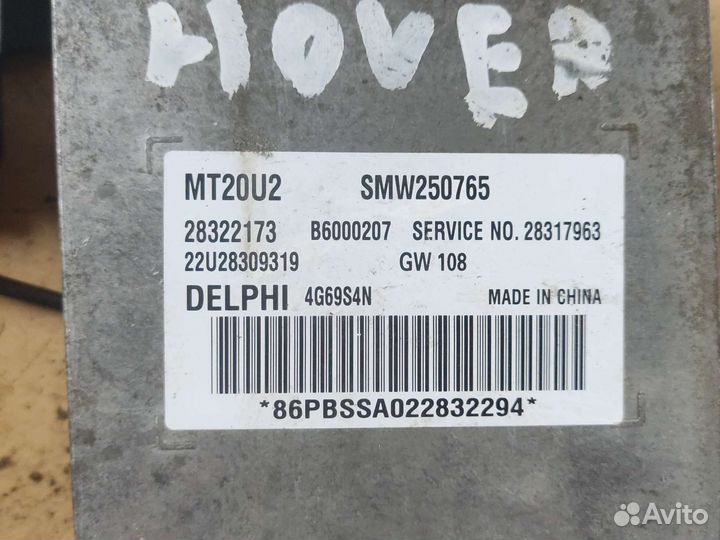 HOVER
MT20U2 SMW250765
28322173 B6000207 SERVICE NO. 28317963
22U28309319 GW 108
DELPHI 4G69S4N MADE IN CHINA
*86PBSSA022832294*
Avito